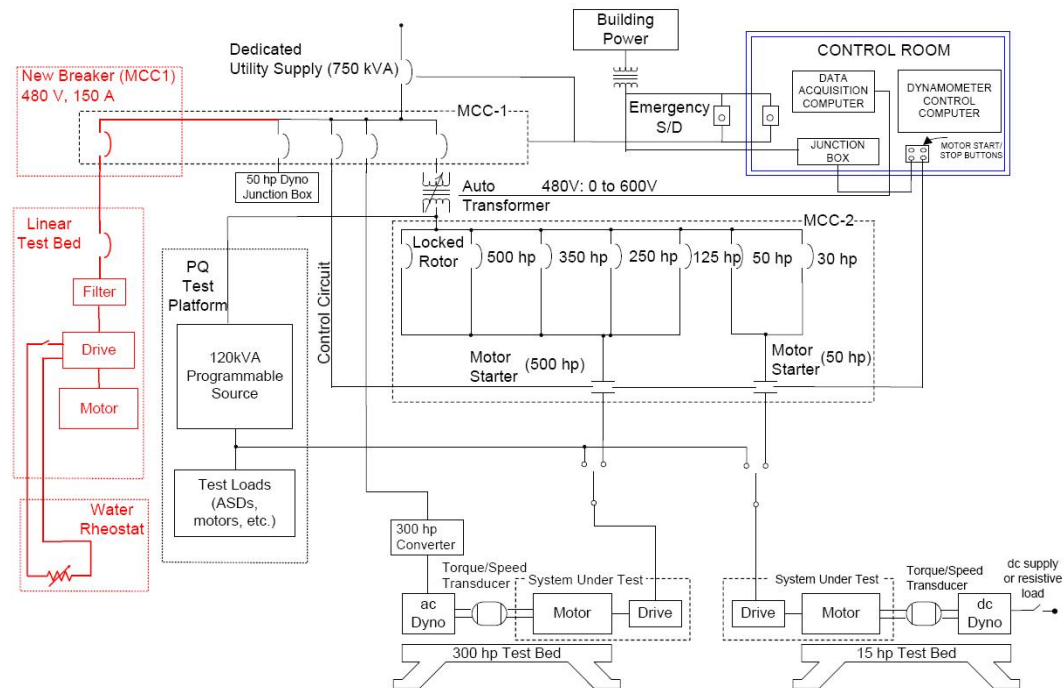 Building
Power
Dedicated
Utility Supply (750 kVA)
New Breaker (MCC1)
480 V, 150 A
MCC-1
Emergency
S/D
CONTROL ROOM
DATA
ACQUISITION
COMPUTER
DYNAMOMETER
CONTROL
COMPUTER
JUNCTION
BOX
MOTOR START/
STOP BUTTONS
50 hp Dyno
Junction Box
Auto
Transformer
480V: 0 to 600V
MCC-2
Linear
Test Bed
Filter
Drive
Motor
Water
Rheostat
PQ
Test
Platform
120kVA
Programmable
Source
Test Loads
(ASDs,
motors, etc.)
Control Circuit
Locked
Rotor
500 hp
350 hp
250 hp
125 hp
50 hp
30 hp
Motor
Starter
(500 hp)
Motor
Starter
(50 hp)
300 hp
Converter
Torque/Speed
Transducer
System Under Test
ac
Dyno
Motor
Drive
300 hp Test Bed
System Under Test
Torque/Speed
Transducer
dc supply
or resistive
load
Drive
Motor
dc
Dyno
15 hp Test Bed